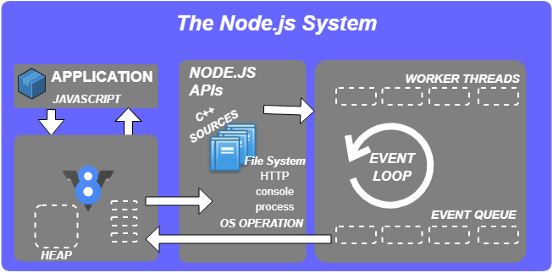 The Node.js System
APPLICATION
JAVASCRIPT
HEAP
NODE.JS
APIs
C++
SOURCES
File System
HTTP
console
process
OS OPERATION
WORKER THREADS
EVENT
LOOP
EVENT QUEUE